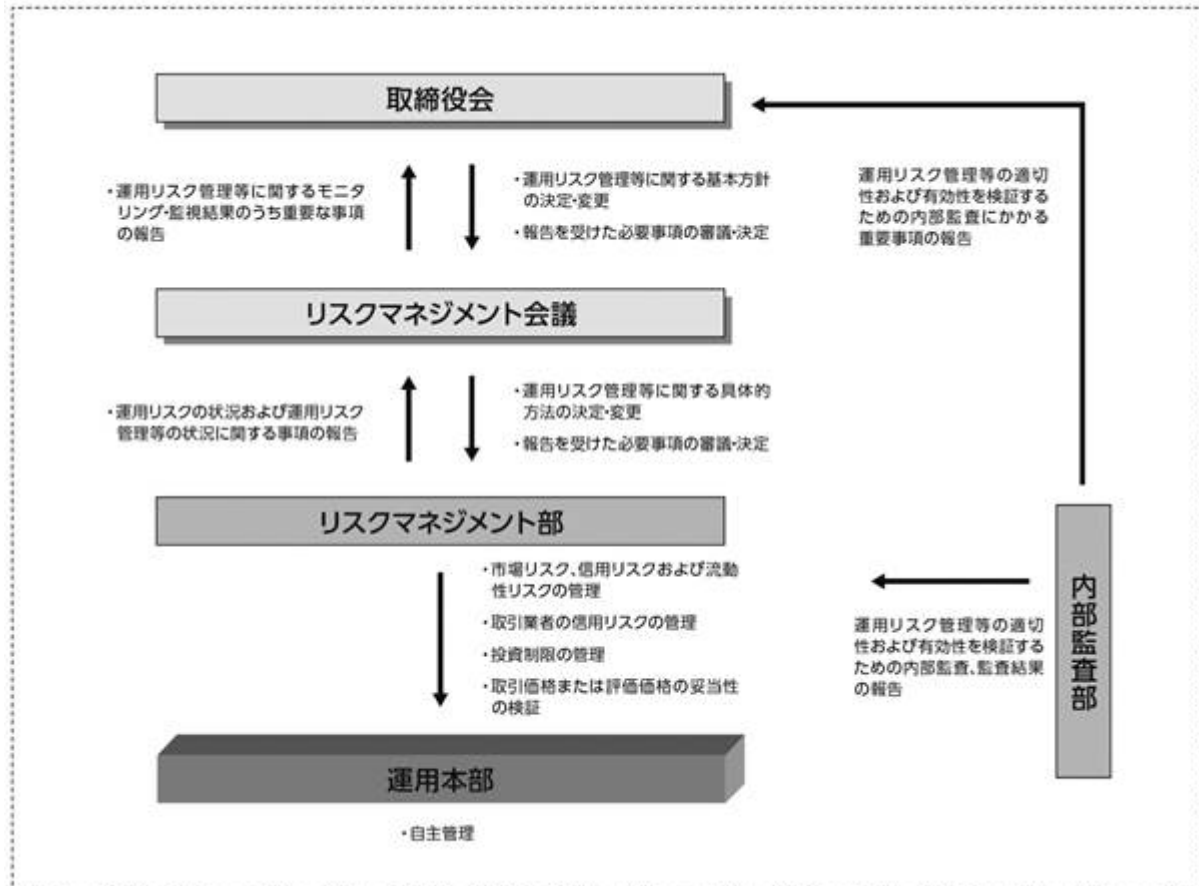 取締役会
・運用リスク管理等に関するモニタ
リング・監視結果のうち重要な事項
の報告
・運用リスク管理等に関する基本方針
の決定・変更
・報告を受けた必要事項の審議・決定
運用リスク管理等の適切
性および有効性を検証する
ための内部監査にかかる
重要事項の報告
リスクマネジメント会議
・運用リスクの状況および運用リスク
管理等の状況に関する事項の報告
・運用リスク管理等に関する具体的
方法の決定・変更
・報告を受けた必要事項の審議・決定
リスクマネジメント部
・市場リスク、信用リスクおよび流動
性リスクの管理
・取引業者の信用リスクの管理
・投資制限の管理
・取引価格または評価価格の妥当性
の検証
運用リスク管理等の適切
性および有効性を検証する
ための内部監査、監査結果
の報告
内部監査部
運用本部
・自主管理